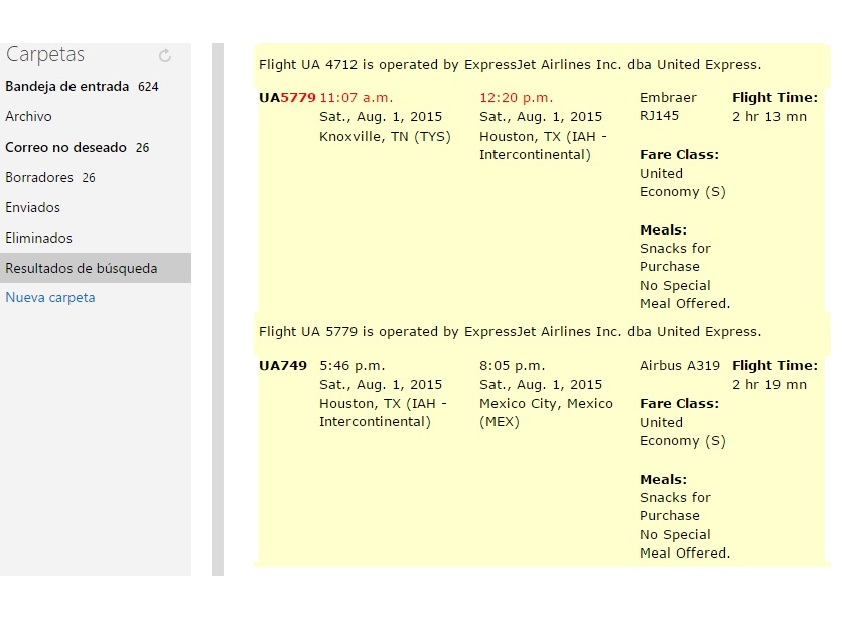 Carpetas
Bandeja de entrada 624
Archivo
Correo no deseado 26
Borradores 26
Enviados
Eliminados
Resultados de búsqueda
Nueva carpeta
Flight UA 4712 is operated by ExpressJet Airlines Inc. dba United Express.
UA5779 11:07 a.m.
Sat., Aug. 1, 2015
Knoxville, TN (TYS)
12:20 p.m.
Sat., Aug. 1, 2015
Houston, TX (IAH -
Intercontinental)
Embraer
RJ145
Fare Class:
United
Economy (S)
Meals:
Snacks for
Purchase
No Special
Meal Offered.
Flight Time:
2 hr 13 mn
Flight UA 5779 is operated by ExpressJet Airlines Inc. dba United Express.
UA749 5:46 p.m.
Sat., Aug. 1, 2015
Houston, TX (IAH -
Intercontinental)
8:05 p.m.
Sat., Aug. 1, 2015
Mexico City, Mexico
(MEX)
Airbus A319
Fare Class:
United
Economy (S)
Meals:
Snacks for
Purchase
No Special
Meal Offered.
Flight Time:
2 hr 19 mn